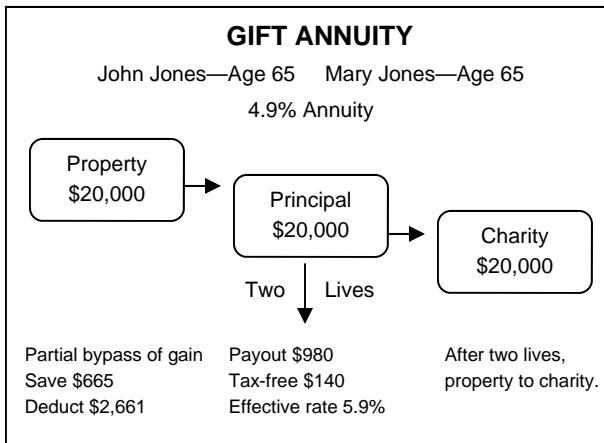 GIFT ANNUITY
John Jones—Age 65 Mary Jones—Age 65
4.9% Annuity
Property
$20,000
Principal
$20,000
Charity
$20,000
Two Lives
Partial bypass of gain
Save $665
Deduct $2,661
Payout $980
Tax-free $140
Effective rate 5.9%
After two lives,
property to charity.